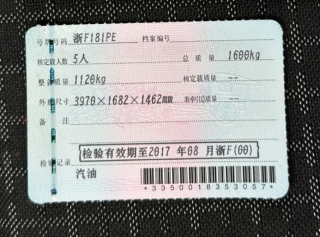 号牌号码 浙F181PE 档案编号
核定载人数 5人 总质量 1600kg
整备质量 1120kg 核定载质量 --
外廓尺寸 3970×1682×1462mm 准牵引总质量 --
备注
检验有效期至2017 年08 月浙F(00)
检验记录
汽油
*3350018353057*